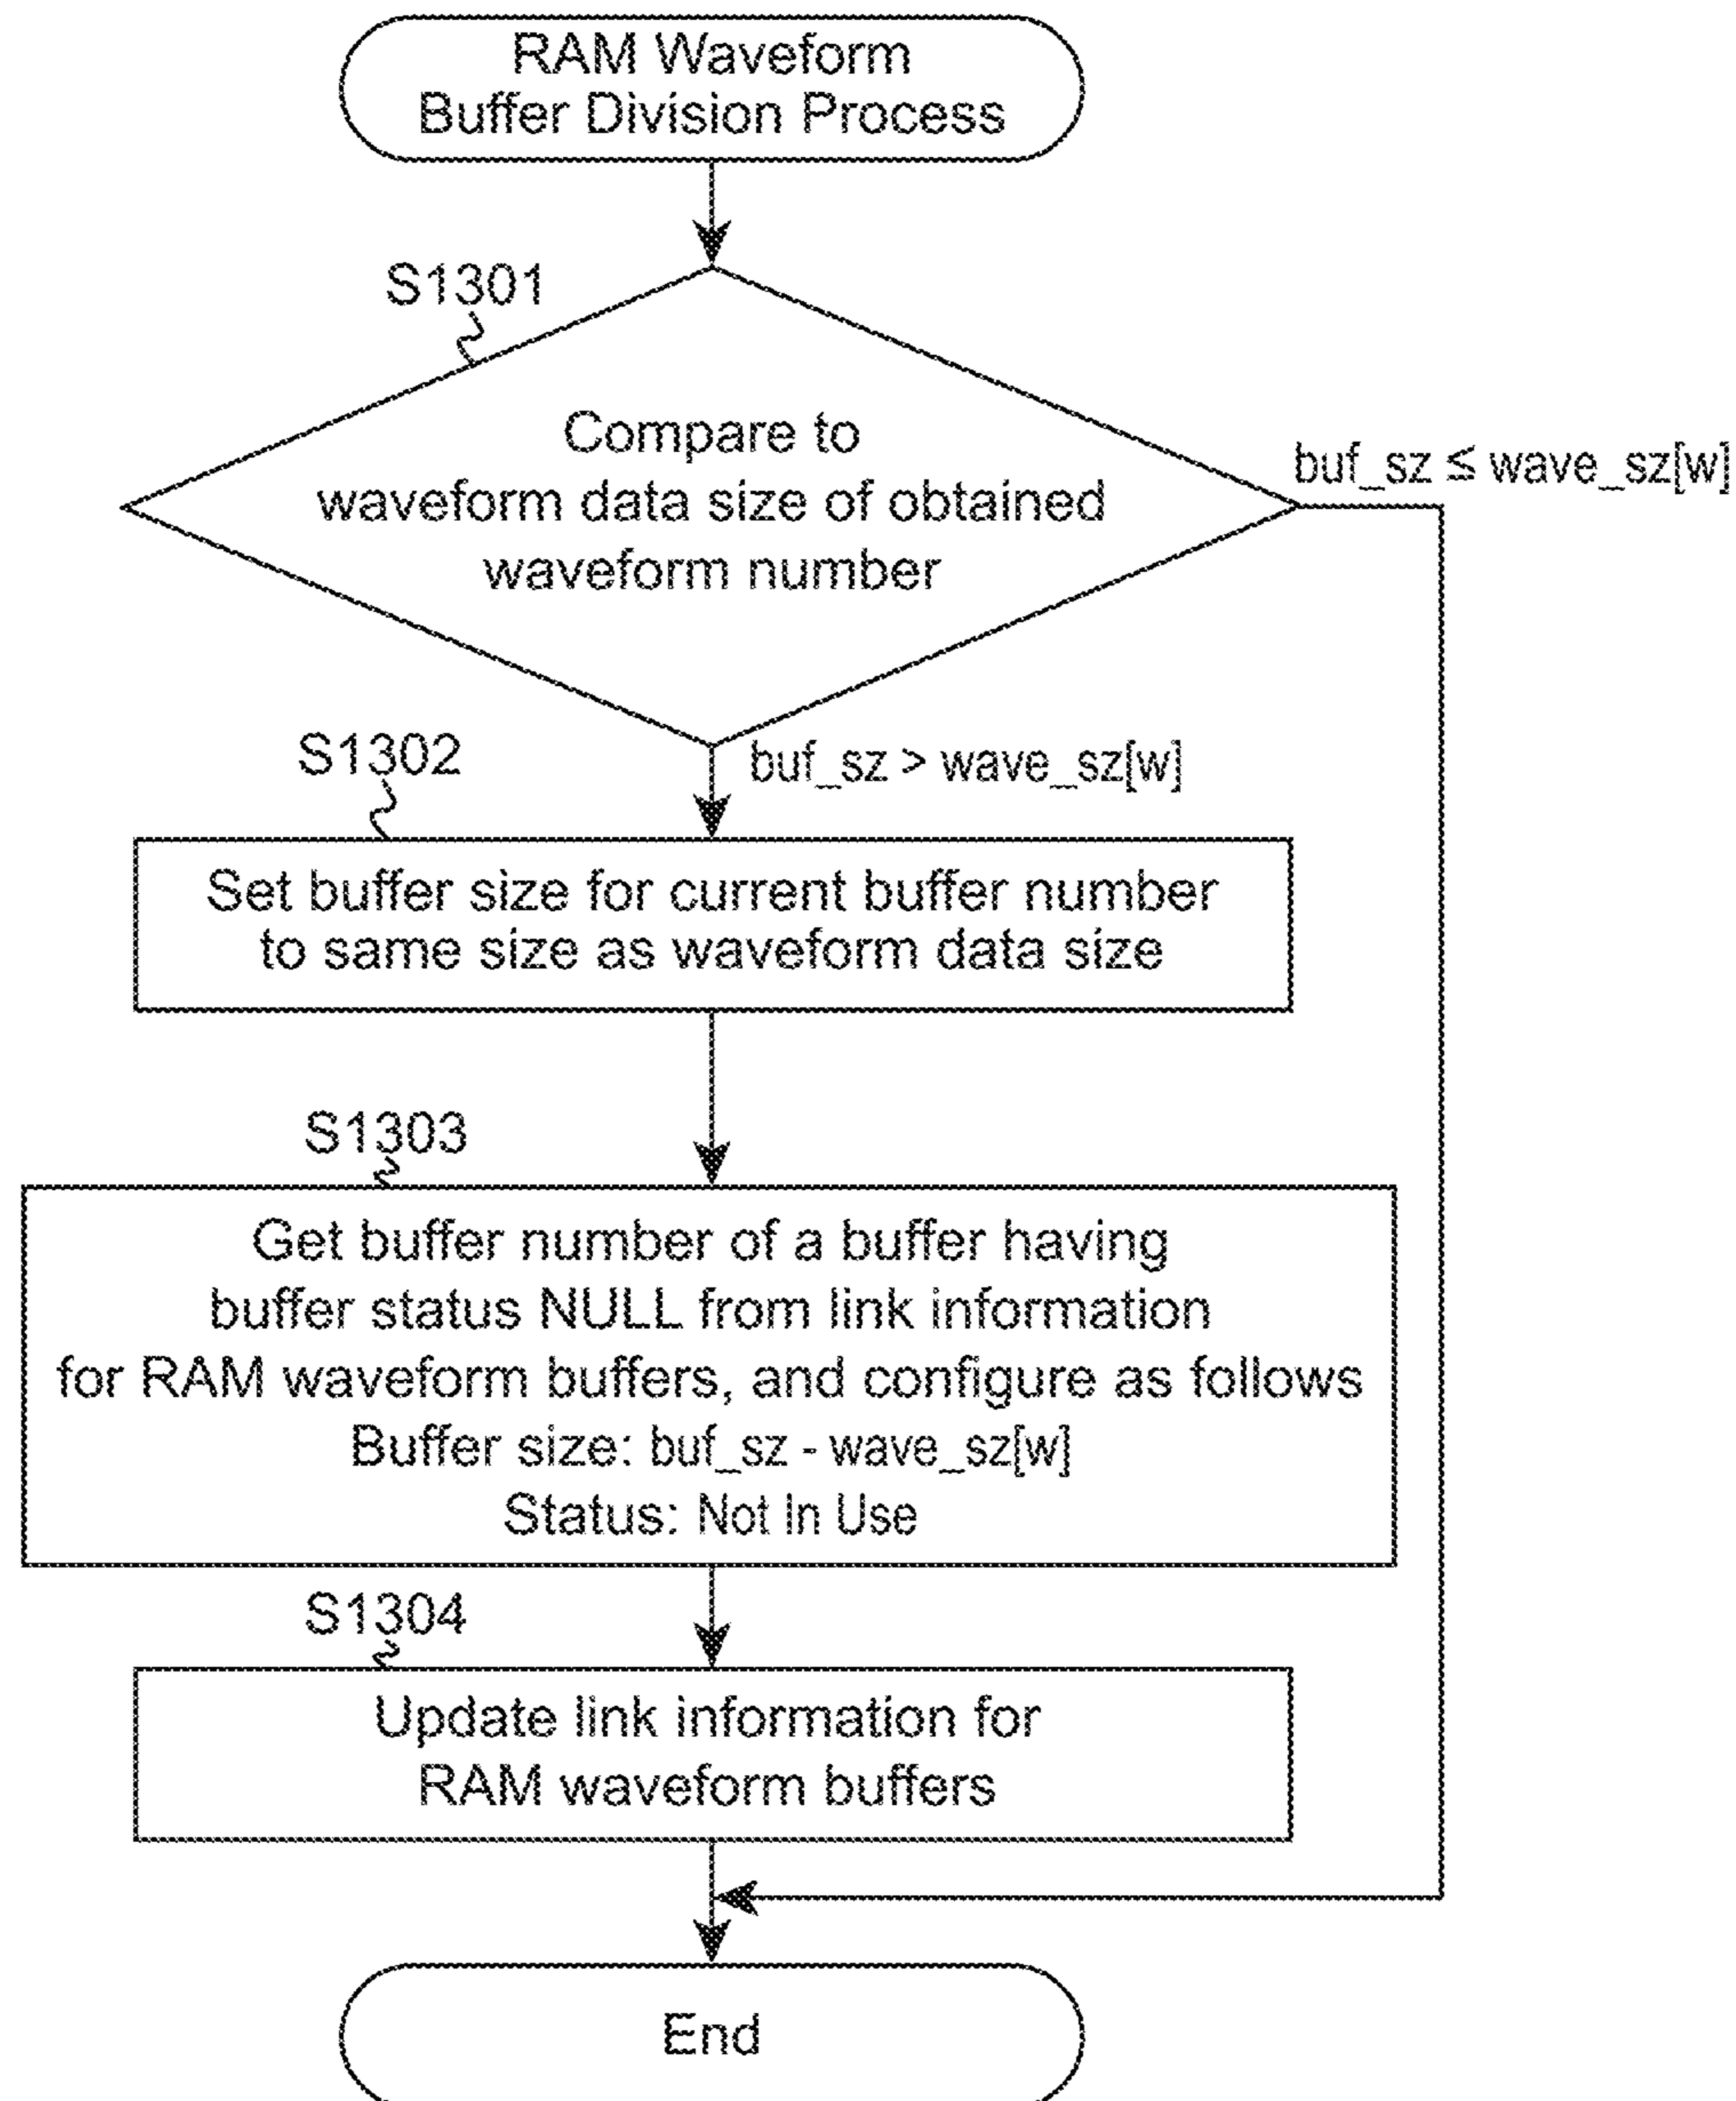 RAM Waveform
Buffer Division Process
S1301
Compare to
waveform data size of obtained
waveform number
buf_sz ≤ wave_sz[w]
S1302
buf_sz > wave_sz[w]
Set buffer size for current buffer number
to same size as waveform data size
S1303
Get buffer number of a buffer having
buffer status NULL from link information
for RAM waveform buffers, and configure as follows
Buffer size: buf_sz - wave_sz[w]
Status: Not In Use
S1304
Update link information for
RAM waveform buffers
End